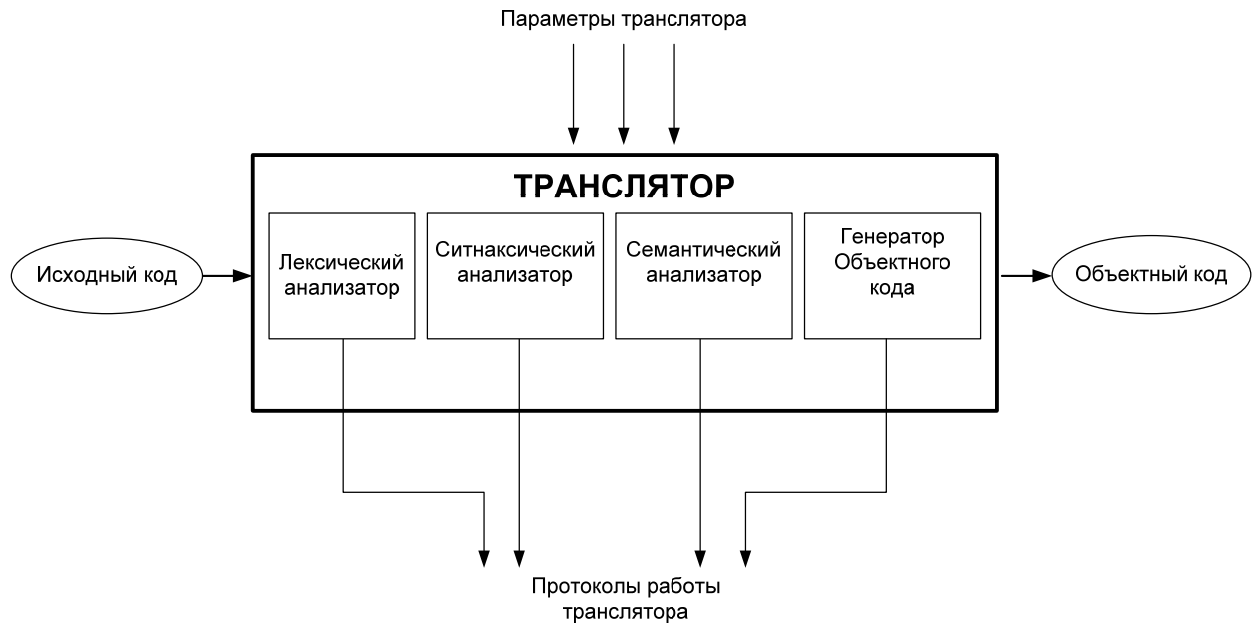 Параметры транслятора
ТРАНСЛЯТОР
Исходный код
Лексический
анализатор
Ситнаксический
анализатор
Семантический
анализатор
Генератор
Объектного
кода
Объектный код
Протоколы работы
транслятора